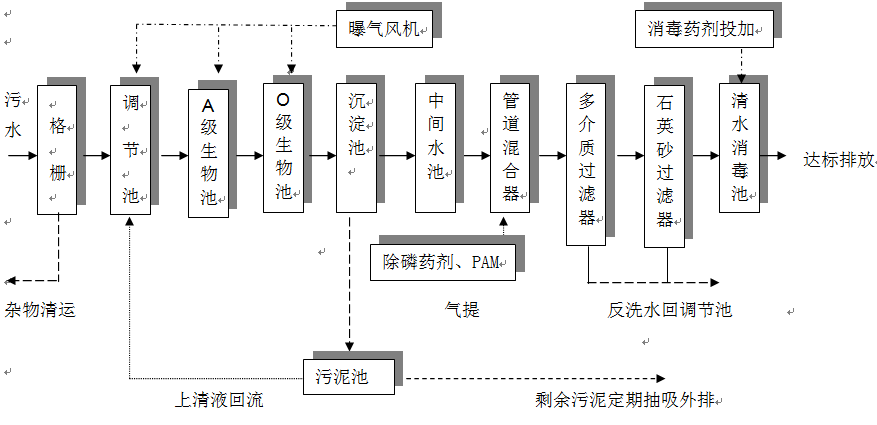 曝气风机
消毒药剂投加
污水
格栅
调节池
A级生物池
O级生物池
沉淀池
中间水池
管道混合器
多介质过滤器
石英砂过滤器
清水消毒池
达标排放
除磷药剂、PAM
杂物清运
气提
反洗水回调节池
污泥池
上清液回流
剩余污泥定期抽吸外排